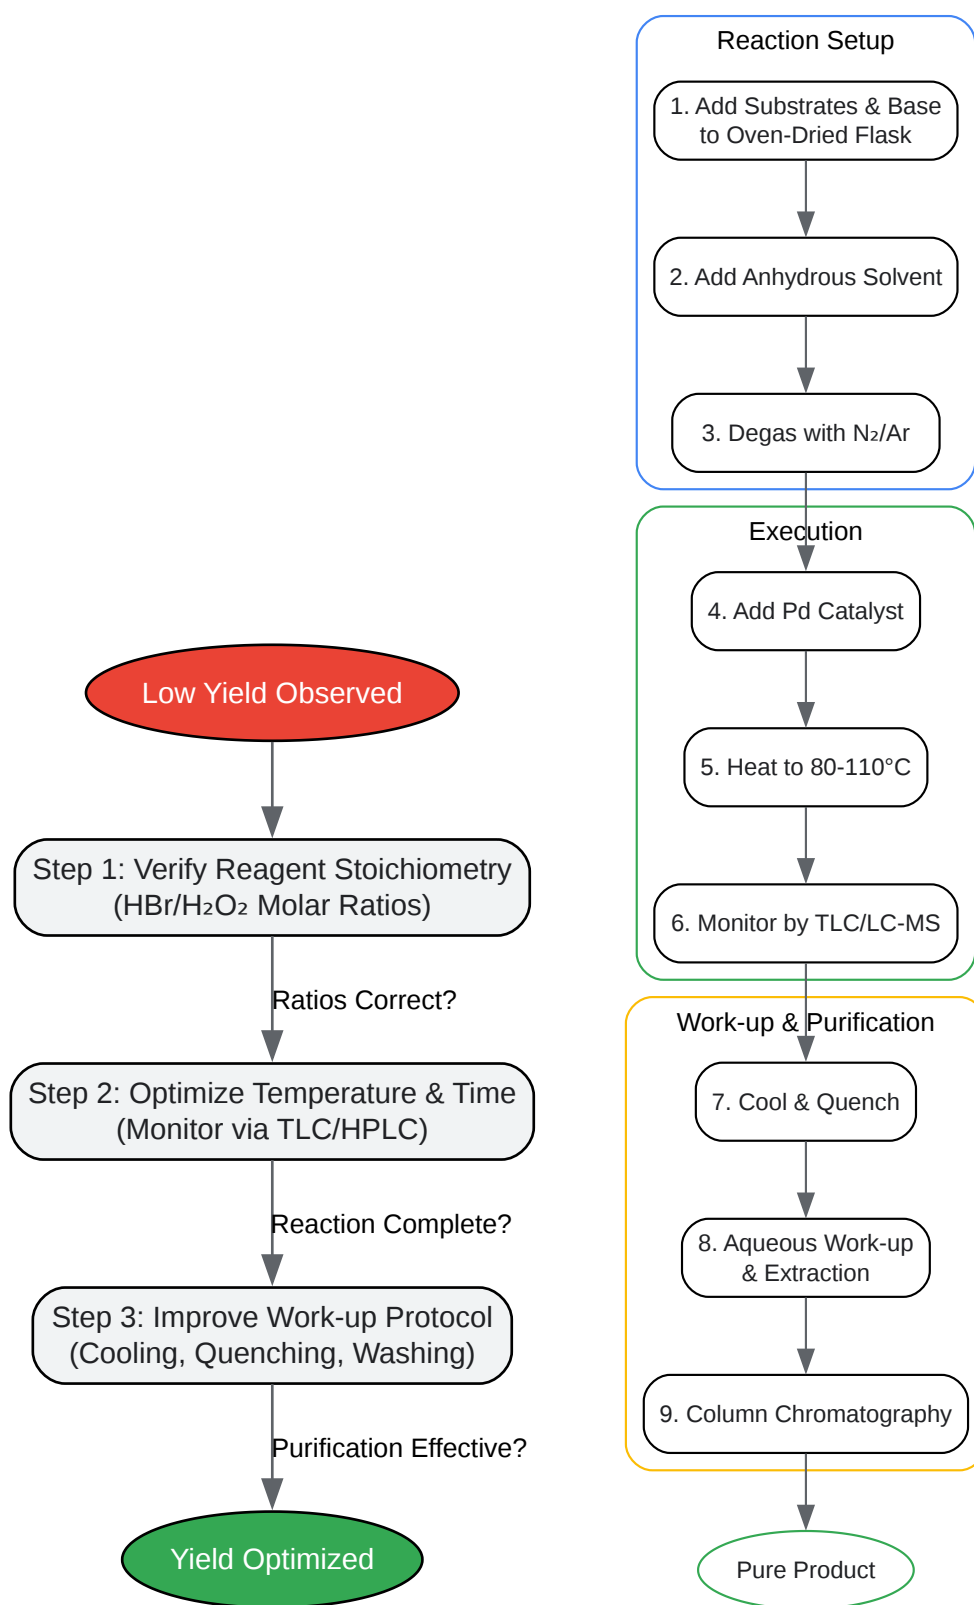 Low Yield Observed
Step 1: Verify Reagent Stoichiometry
(HBr/H₂O₂ Molar Ratios)
Ratios Correct?
Step 2: Optimize Temperature & Time
(Monitor via TLC/HPLC)
Reaction Complete?
Step 3: Improve Work-up Protocol
(Cooling, Quenching, Washing)
Purification Effective?
Yield Optimized
Reaction Setup
1. Add Substrates & Base
to Oven-Dried Flask
2. Add Anhydrous Solvent
3. Degas with N₂/Ar
Execution
4. Add Pd Catalyst
5. Heat to 80-110°C
6. Monitor by TLC/LC-MS
Work-up & Purification
7. Cool & Quench
8. Aqueous Work-up
& Extraction
9. Column Chromatography
Pure Product